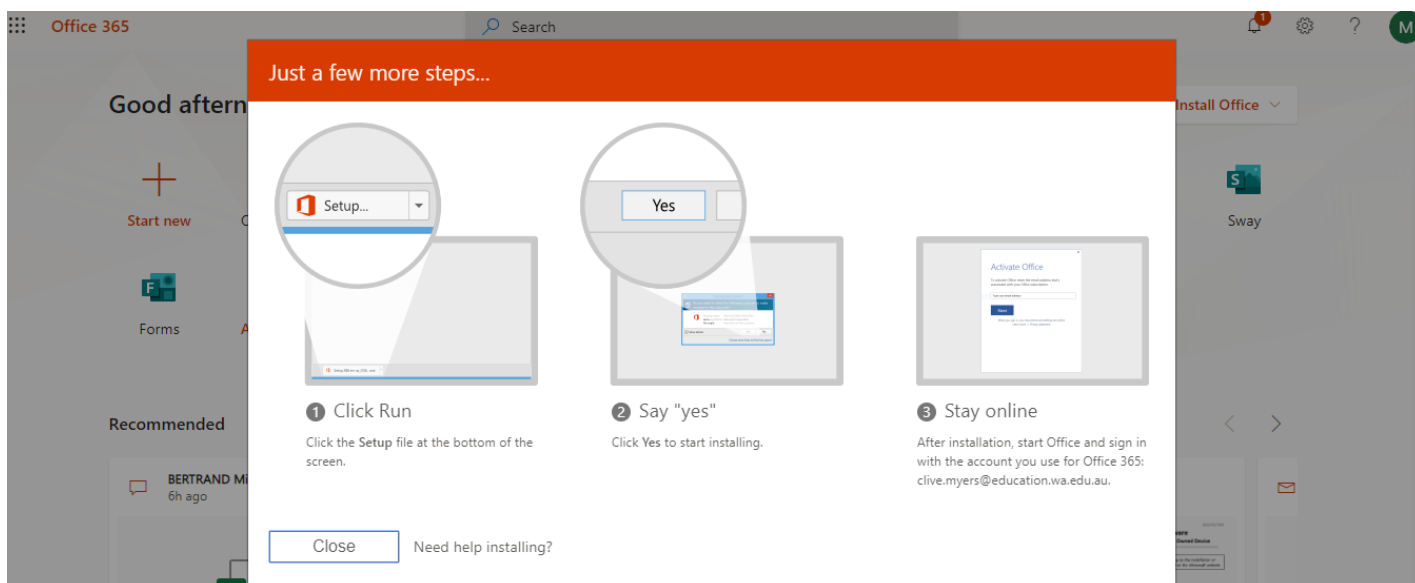 Office 365
Search
1
?
M
Just a few more steps...
Good aftern
Install Office
Setup...
Yes
S
Start new
C
Sway
Activate Office
F
Forms
A
1 Click Run
2 Say "yes"
3 Stay online
Recommended
Click the Setup file at the bottom of the
screen.
Click Yes to start installing.
After installation, start Office and sign in
with the account you use for Office 365:
clive.myers@education.wa.edu.au.
BERTRAND Mi
6h ago
Close
Need help installing?